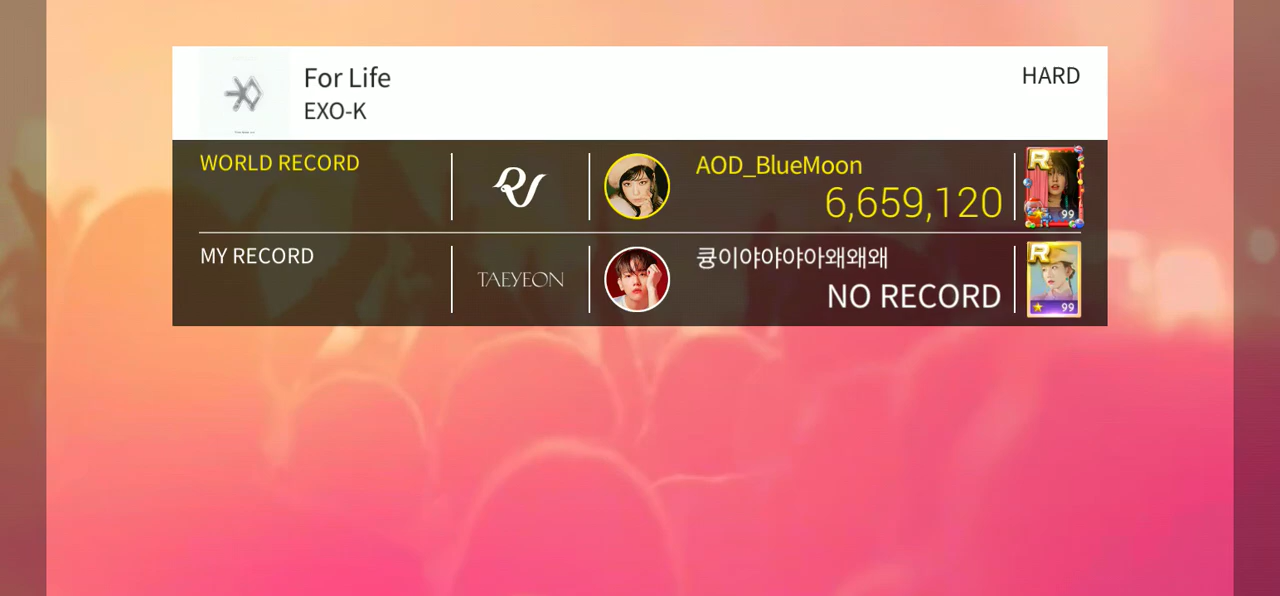 For Life
HARD
EXO-K
WORLD RECORD
AOD_BlueMoon
6,659,120
R
99
MY RECORD
TAEYEON
큥이야야야아왜왜왜
NO RECORD
R
99